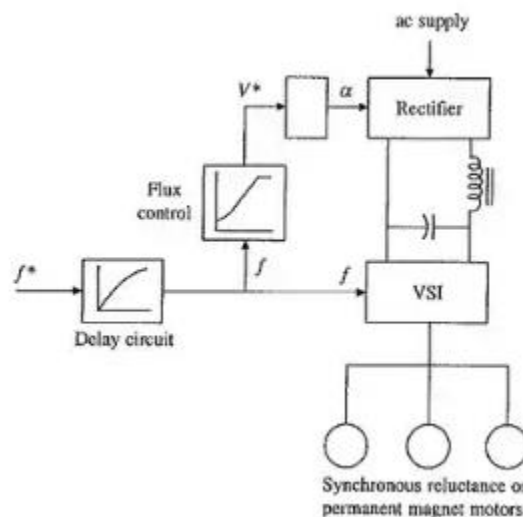 ac supply
V*
α
Rectifier
Flux
control
f
f*
f
VSI
Delay circuit
Synchronous reluctance or
permanent magnet motors